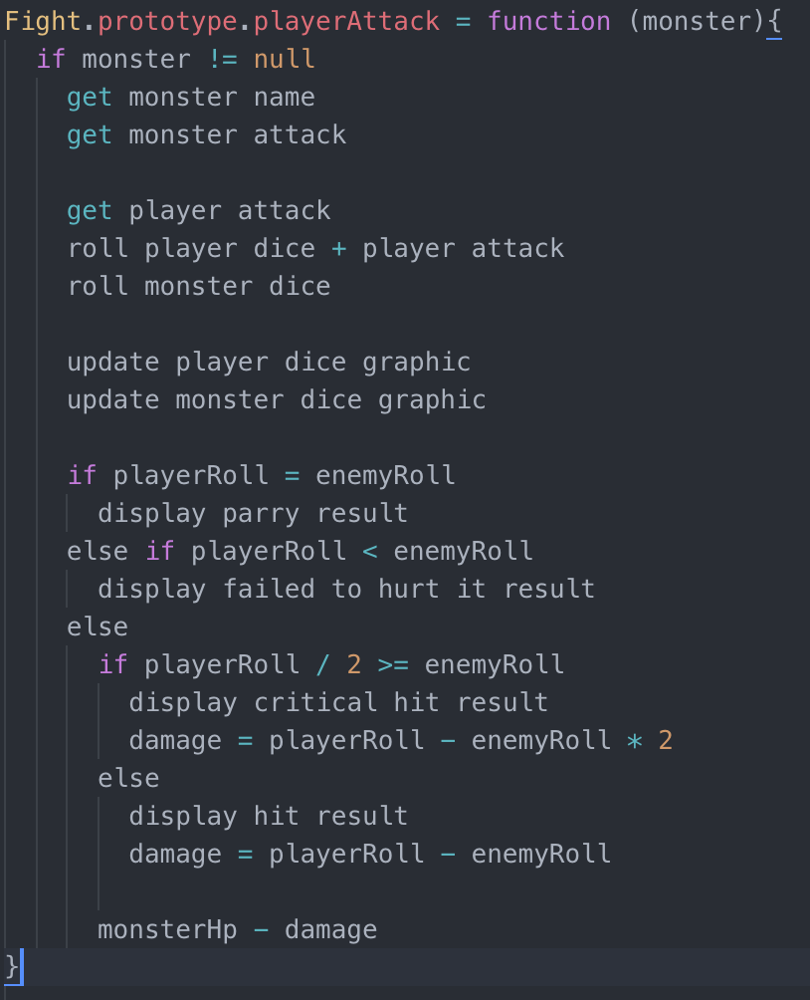 Fight.prototype.playerAttack = function (monster){
if monster != null
get monster name
get monster attack
get player attack
roll player dice + player attack
roll monster dice
update player dice graphic
update monster dice graphic
if playerRoll = enemyRoll
display parry result
else if playerRoll < enemyRoll
display failed to hurt it result
else
if playerRoll / 2 >= enemyRoll
display critical hit result
damage = playerRoll - enemyRoll * 2
else
display hit result
damage = playerRoll - enemyRoll
monsterHp - damage
}